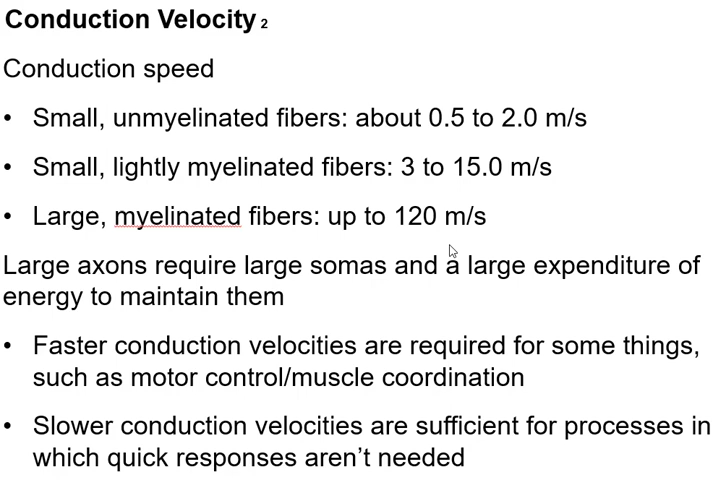 Conduction Velocity 2
Conduction speed
• Small, unmyelinated fibers: about 0.5 to 2.0 m/s
• Small, lightly myelinated fibers: 3 to 15.0 m/s
• Large, myelinated fibers: up to 120 m/s
Large axons require large somas and a large expenditure of
energy to maintain them
• Faster conduction velocities are required for some things,
such as motor control/muscle coordination
• Slower conduction velocities are sufficient for processes in
which quick responses aren’t needed